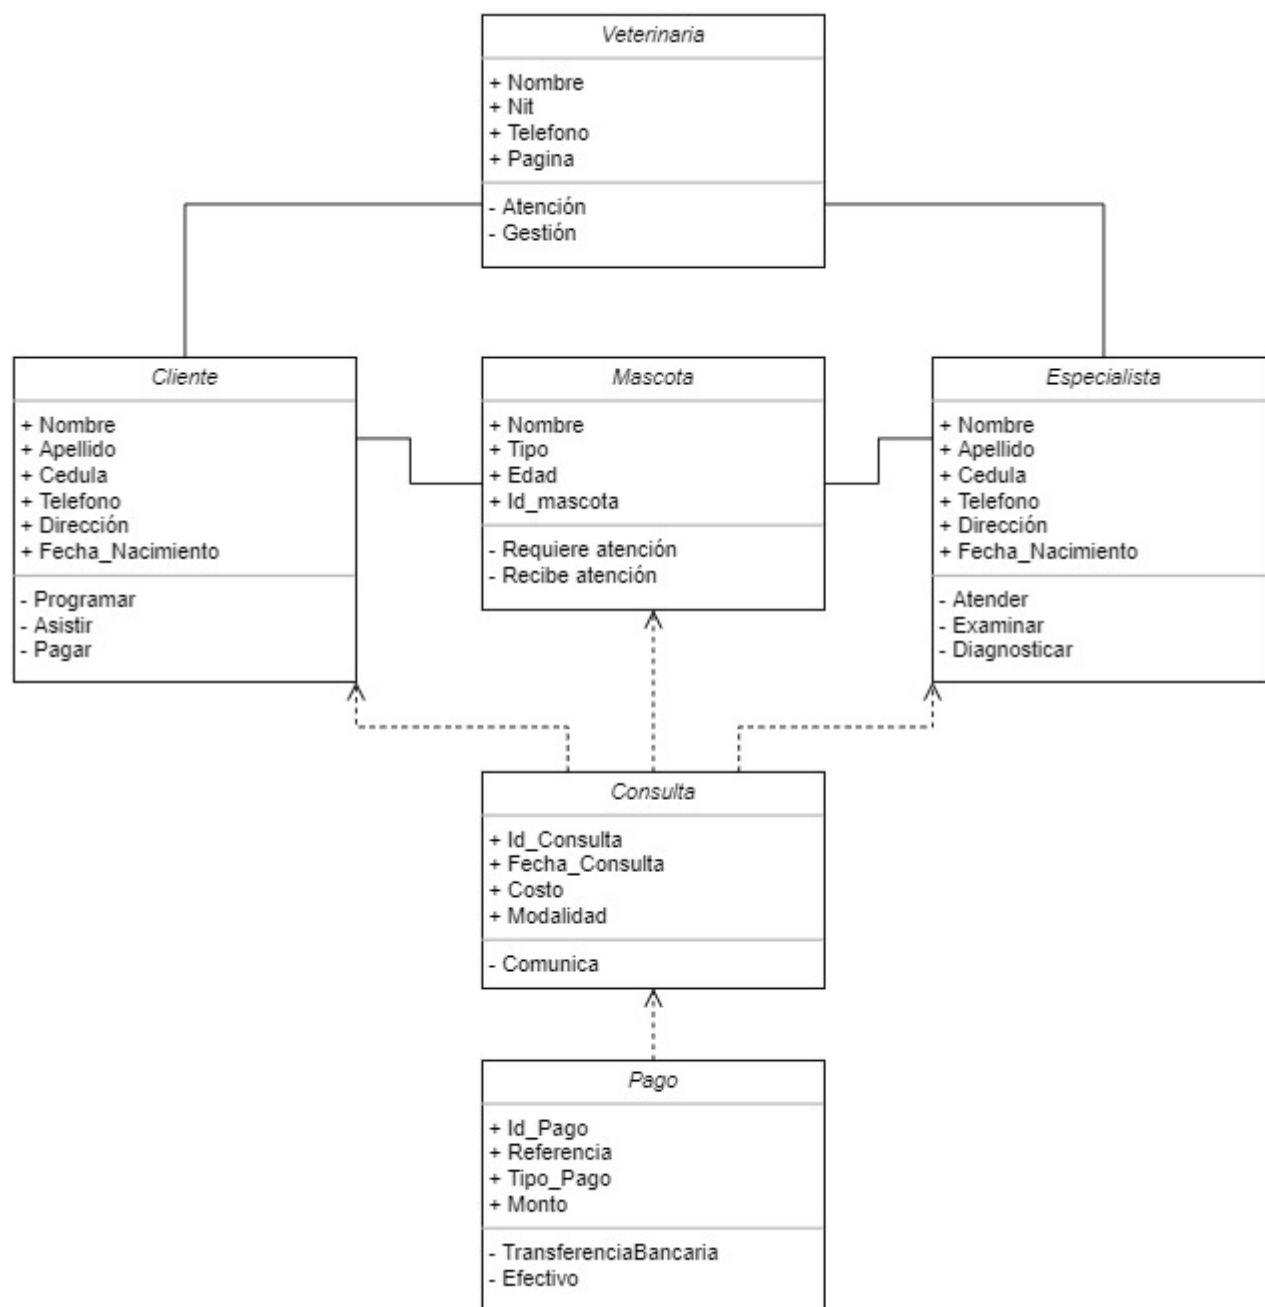 Veterinaria
+ Nombre
+ Nit
+ Telefono
+ Pagina
- Atención
- Gestión
Cliente
+ Nombre
+ Apellido
+ Cedula
+ Telefono
+ Dirección
+ Fecha_Nacimiento
- Programar
- Asistir
- Pagar
Mascota
+ Nombre
+ Tipo
+ Edad
+ Id_mascota
- Requiere atención
- Recibe atención
Especialista
+ Nombre
+ Apellido
+ Cedula
+ Telefono
+ Dirección
+ Fecha_Nacimiento
- Atender
- Examinar
- Diagnosticar
Consulta
+ Id_Consulta
+ Fecha_Consulta
+ Costo
+ Modalidad
- Comunica
Pago
+ Id_Pago
+ Referencia
+ Tipo_Pago
+ Monto
- TransferenciaBancaria
- Efectivo